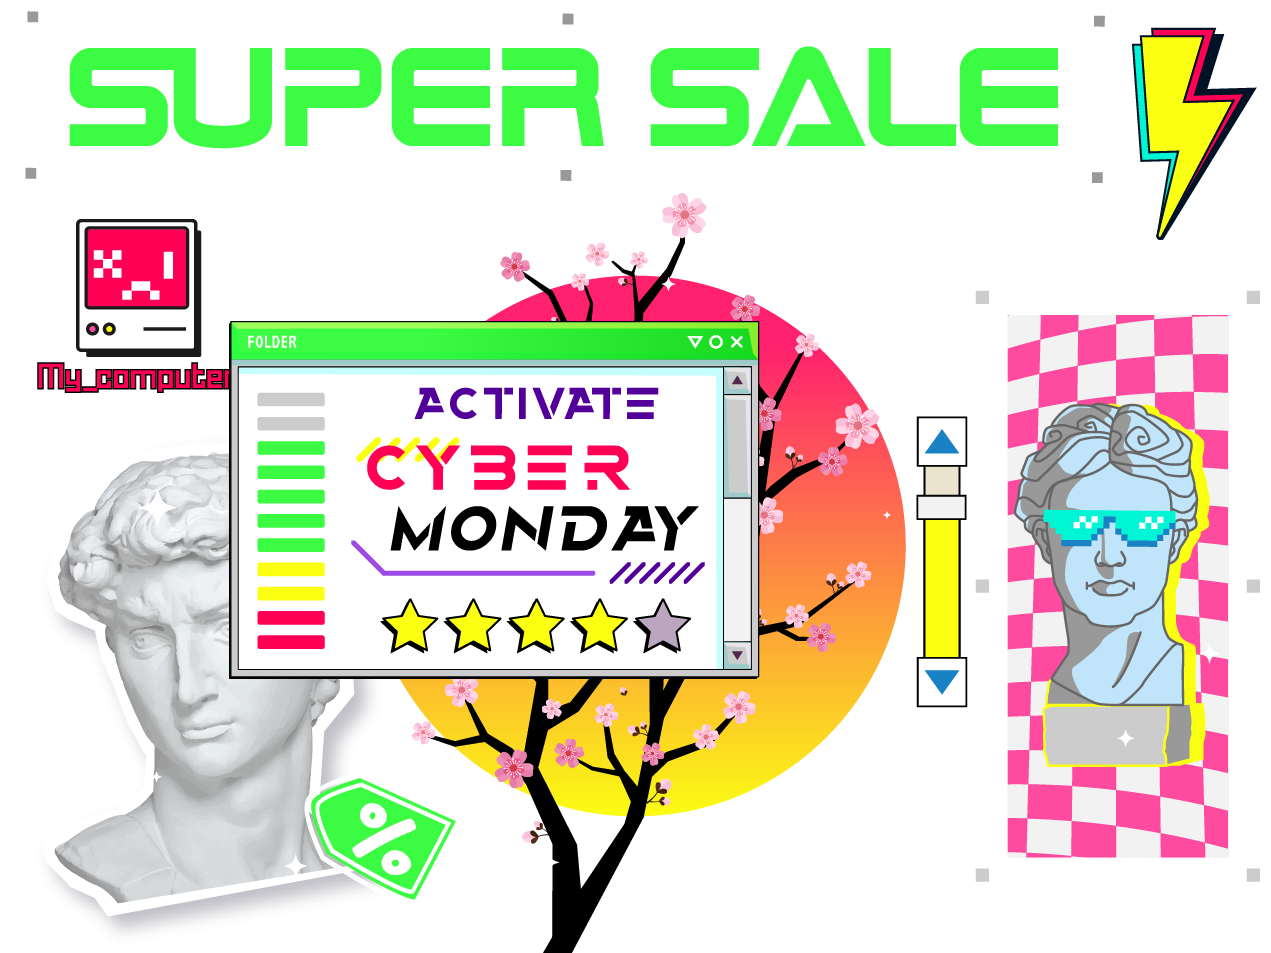 SUPER SALE
My_computer
FOLDER
ACTIVATE
CYBER
MONDAY
%